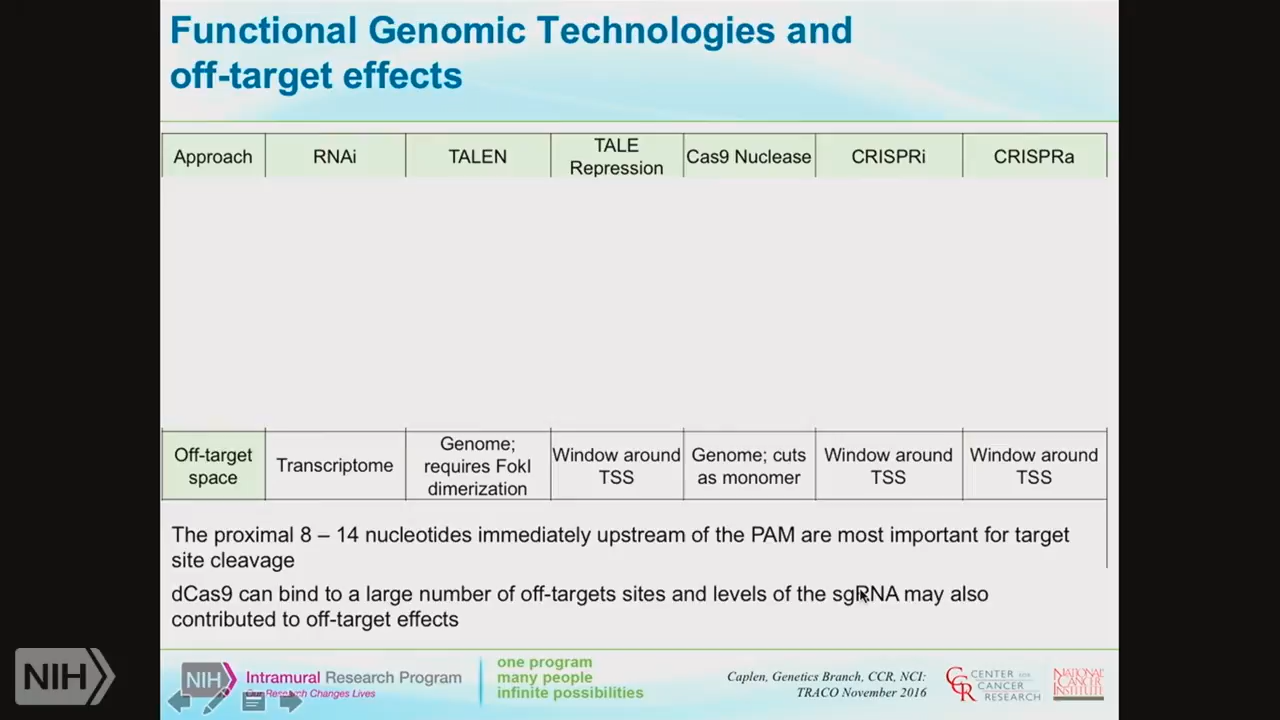 Functional Genomic Technologies and
off-target effects
Approach
RNAi
TALEN
TALE
Repression
Cas9 Nuclease
CRISPRi
CRISPRa
Off-target
space
Transcriptome
Genome;
requires FokI
dimerization
Window around
TSS
Genome; cuts
as monomer
Window around
TSS
Window around
TSS
The proximal 8 – 14 nucleotides immediately upstream of the PAM are most important for target
site cleavage
dCas9 can bind to a large number of off-targets sites and levels of the sgRNA may also
contributed to off-target effects
NIH
NIH
Intramural Research Program
Our Research Changes Lives
one program
many people
infinite possibilities
Caplen, Genetics Branch, CCR, NCI:
TRACO November 2016
CCR
CENTER FOR
CANCER
RESEARCH
NATIONAL
CANCER
INSTITUTE